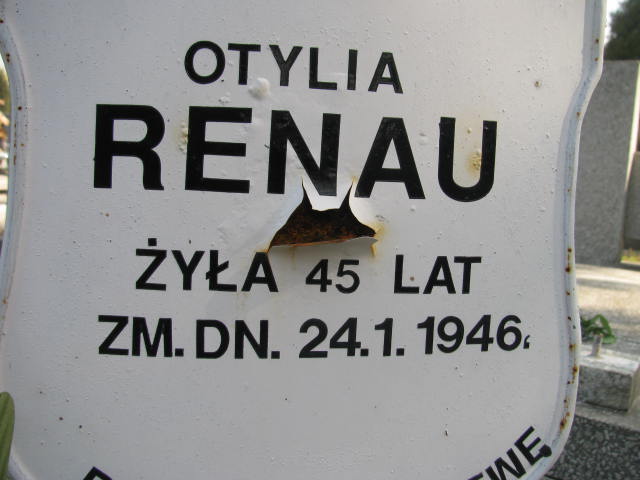 OTYLIA
RENAU
ŻYŁA 45 LAT
ZM. DN. 24.1.1946.